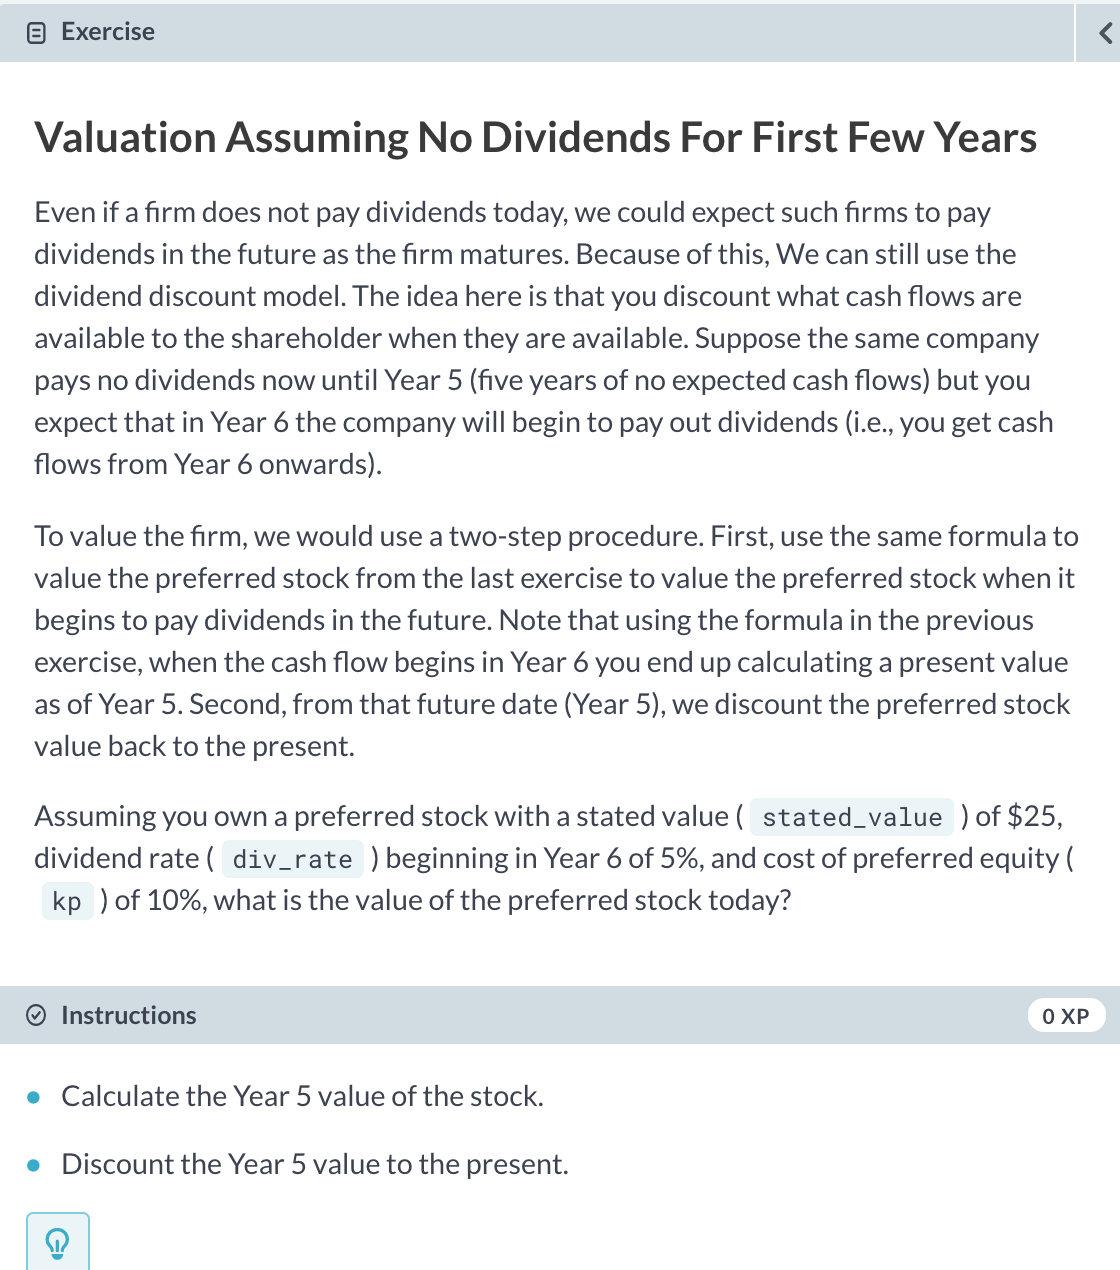 Exercise
Valuation Assuming No Dividends For First Few Years
Even if a firm does not pay dividends today, we could expect such firms to pay
dividends in the future as the firm matures. Because of this, We can still use the
dividend discount model. The idea here is that you discount what cash flows are
available to the shareholder when they are available. Suppose the same company
pays no dividends now until Year 5 (five years of no expected cash flows) but you
expect that in Year 6 the company will begin to pay out dividends (i.e., you get cash
flows from Year 6 onwards).
To value the firm, we would use a two-step procedure. First, use the same formula to
value the preferred stock from the last exercise to value the preferred stock when it
begins to pay dividends in the future. Note that using the formula in the previous
exercise, when the cash flow begins in Year 6 you end up calculating a present value
as of Year 5. Second, from that future date (Year 5), we discount the preferred stock
value back to the present.
Assuming you own a preferred stock with a stated value ( stated_value ) of $25,
dividend rate ( div_rate ) beginning in Year 6 of 5%, and cost of preferred equity (
kp ) of 10%, what is the value of the preferred stock today?
Instructions
0 XP
Calculate the Year 5 value of the stock.
Discount the Year 5 value to the present.